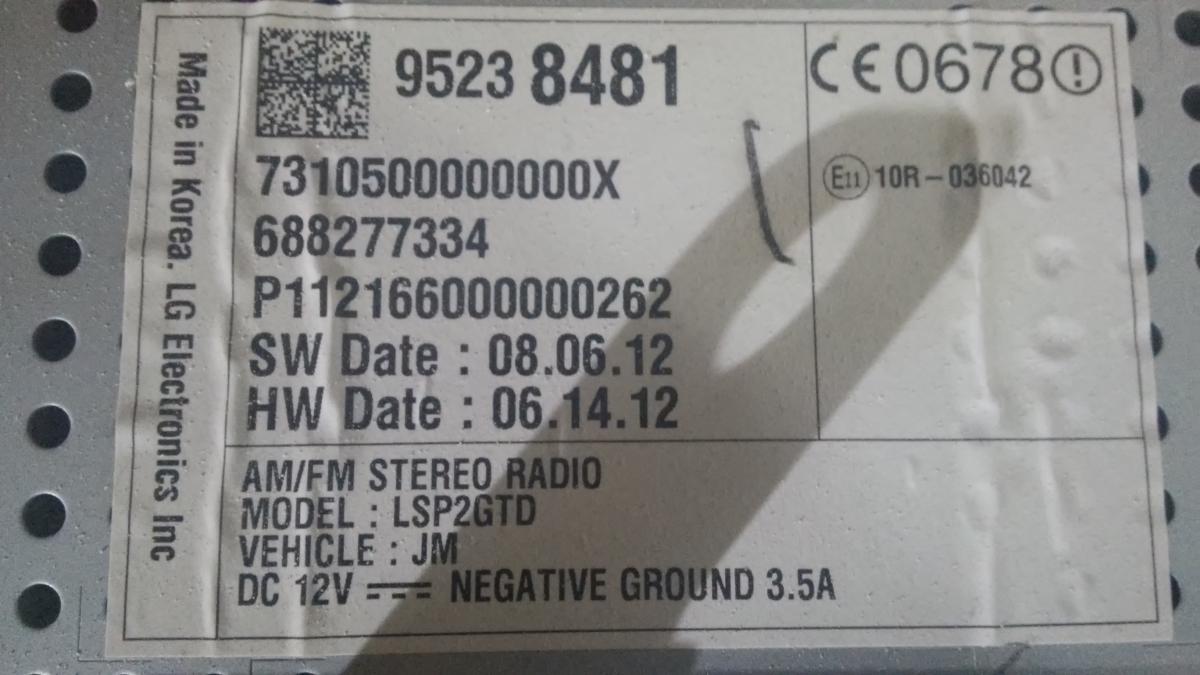 Made in Korea. LG Electronics Inc
9523 8481
7310500000000X
688277334
P112166000000262
SW Date : 08.06.12
HW Date : 06.14.12
CE0678
E11 10R-036042
AM/FM STEREO RADIO
MODEL : LSP2GTD
VEHICLE : JM
DC 12V NEGATIVE GROUND 3.5A